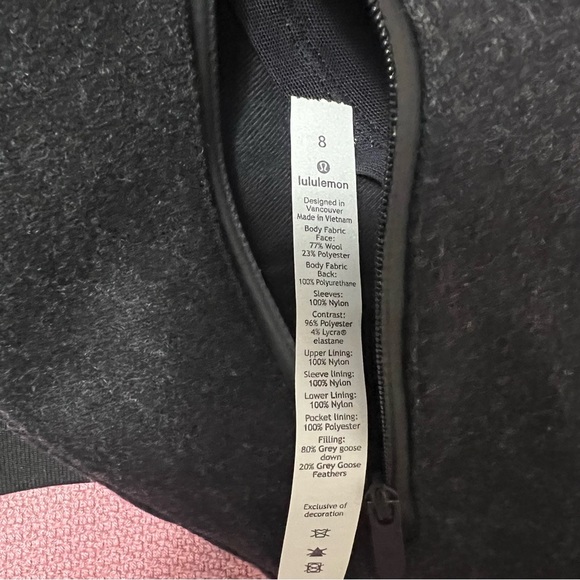 8
lululemon
Designed in
Vancouver
Made in Vietnam
Body Fabric
Face:
77% Wool
23% Polyester
Body Fabric
Back:
100% Polyurethane
Sleeves:
100% Nylon
Contrast:
96% Polyester
4% Lycra®
elastane
Upper Lining:
100% Nylon
Sleeve lining:
100% Nylon
Lower Lining:
100% Nylon
Pocket lining:
100% Polyester
Filling:
80% Grey goose
down
20% Grey Goose
Feathers
Exclusive of
decoration